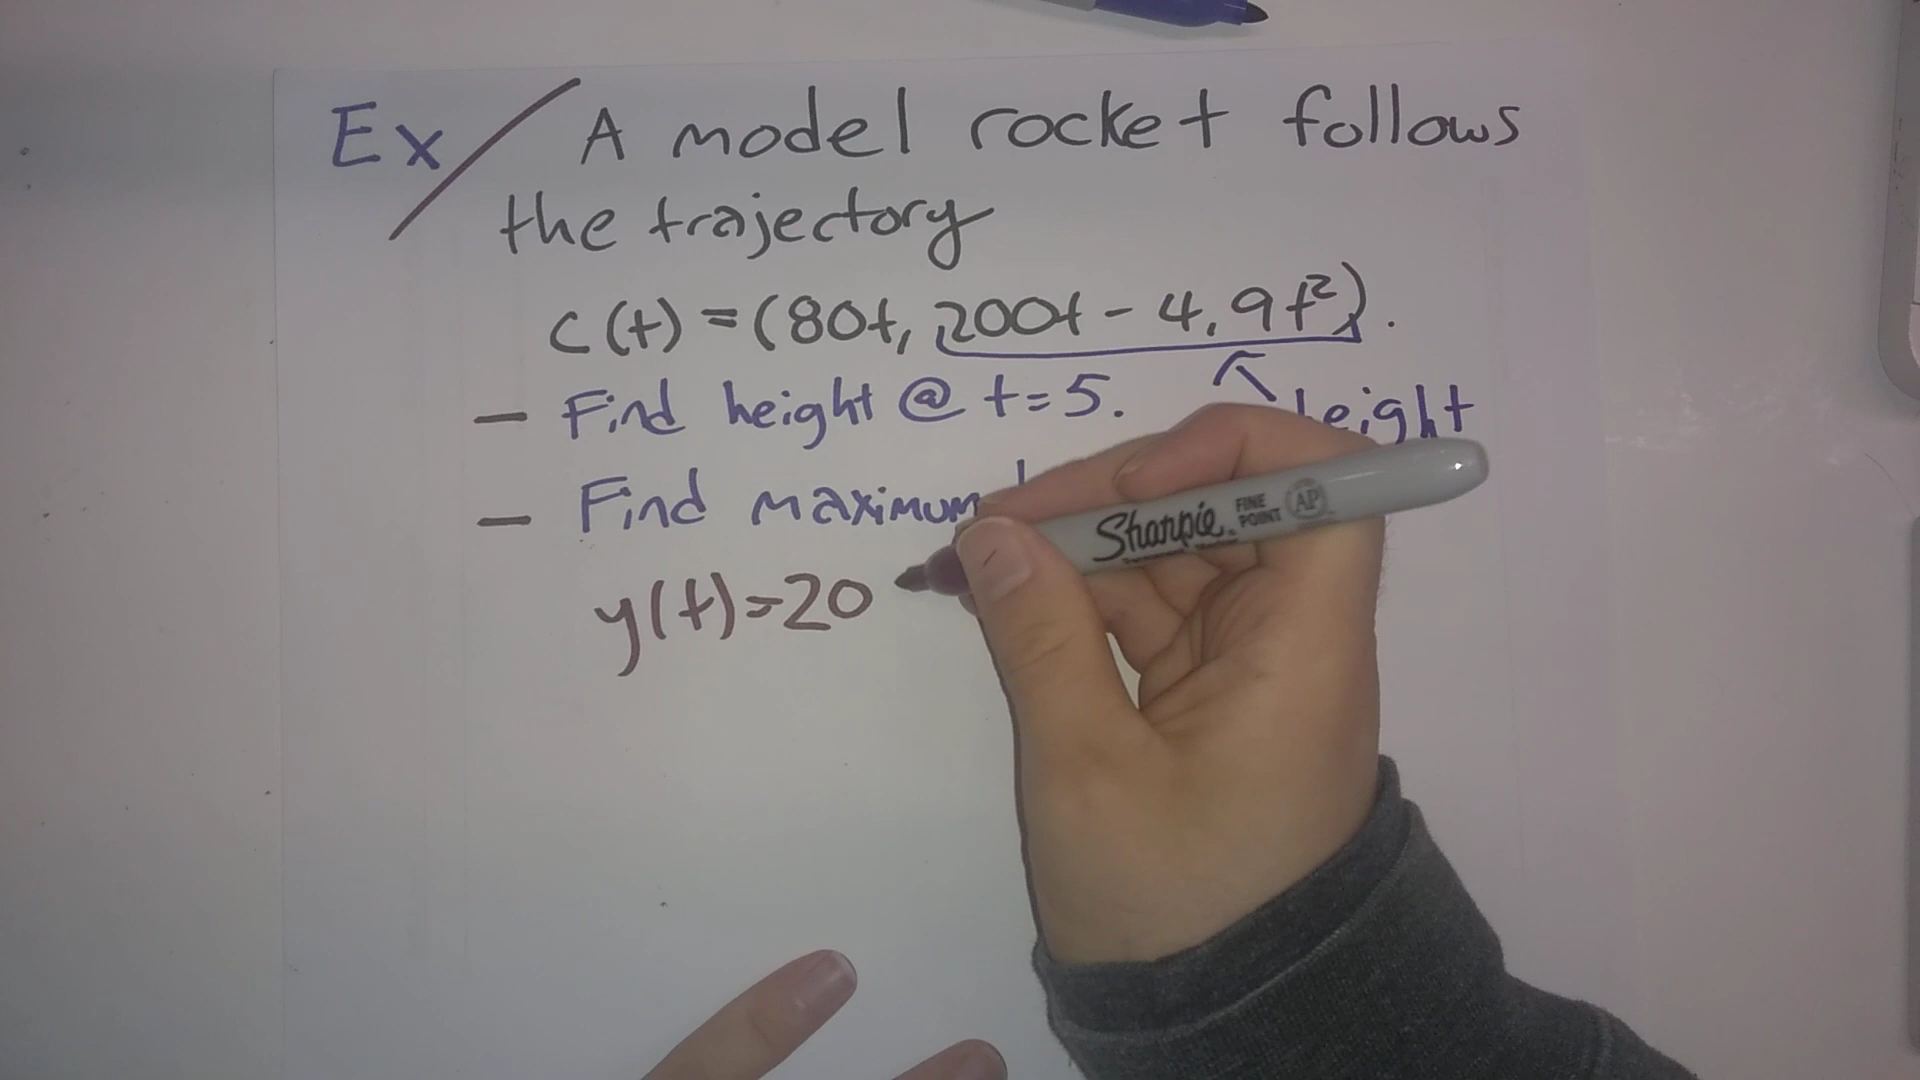 Ex/ A model rocket follows
the trajectory
c(t) = (80t, 200t - 4.9t²).
- Find height @ t=5.
- Find maximum
y(t)=20
Sharpie
FINE
POINT
AP